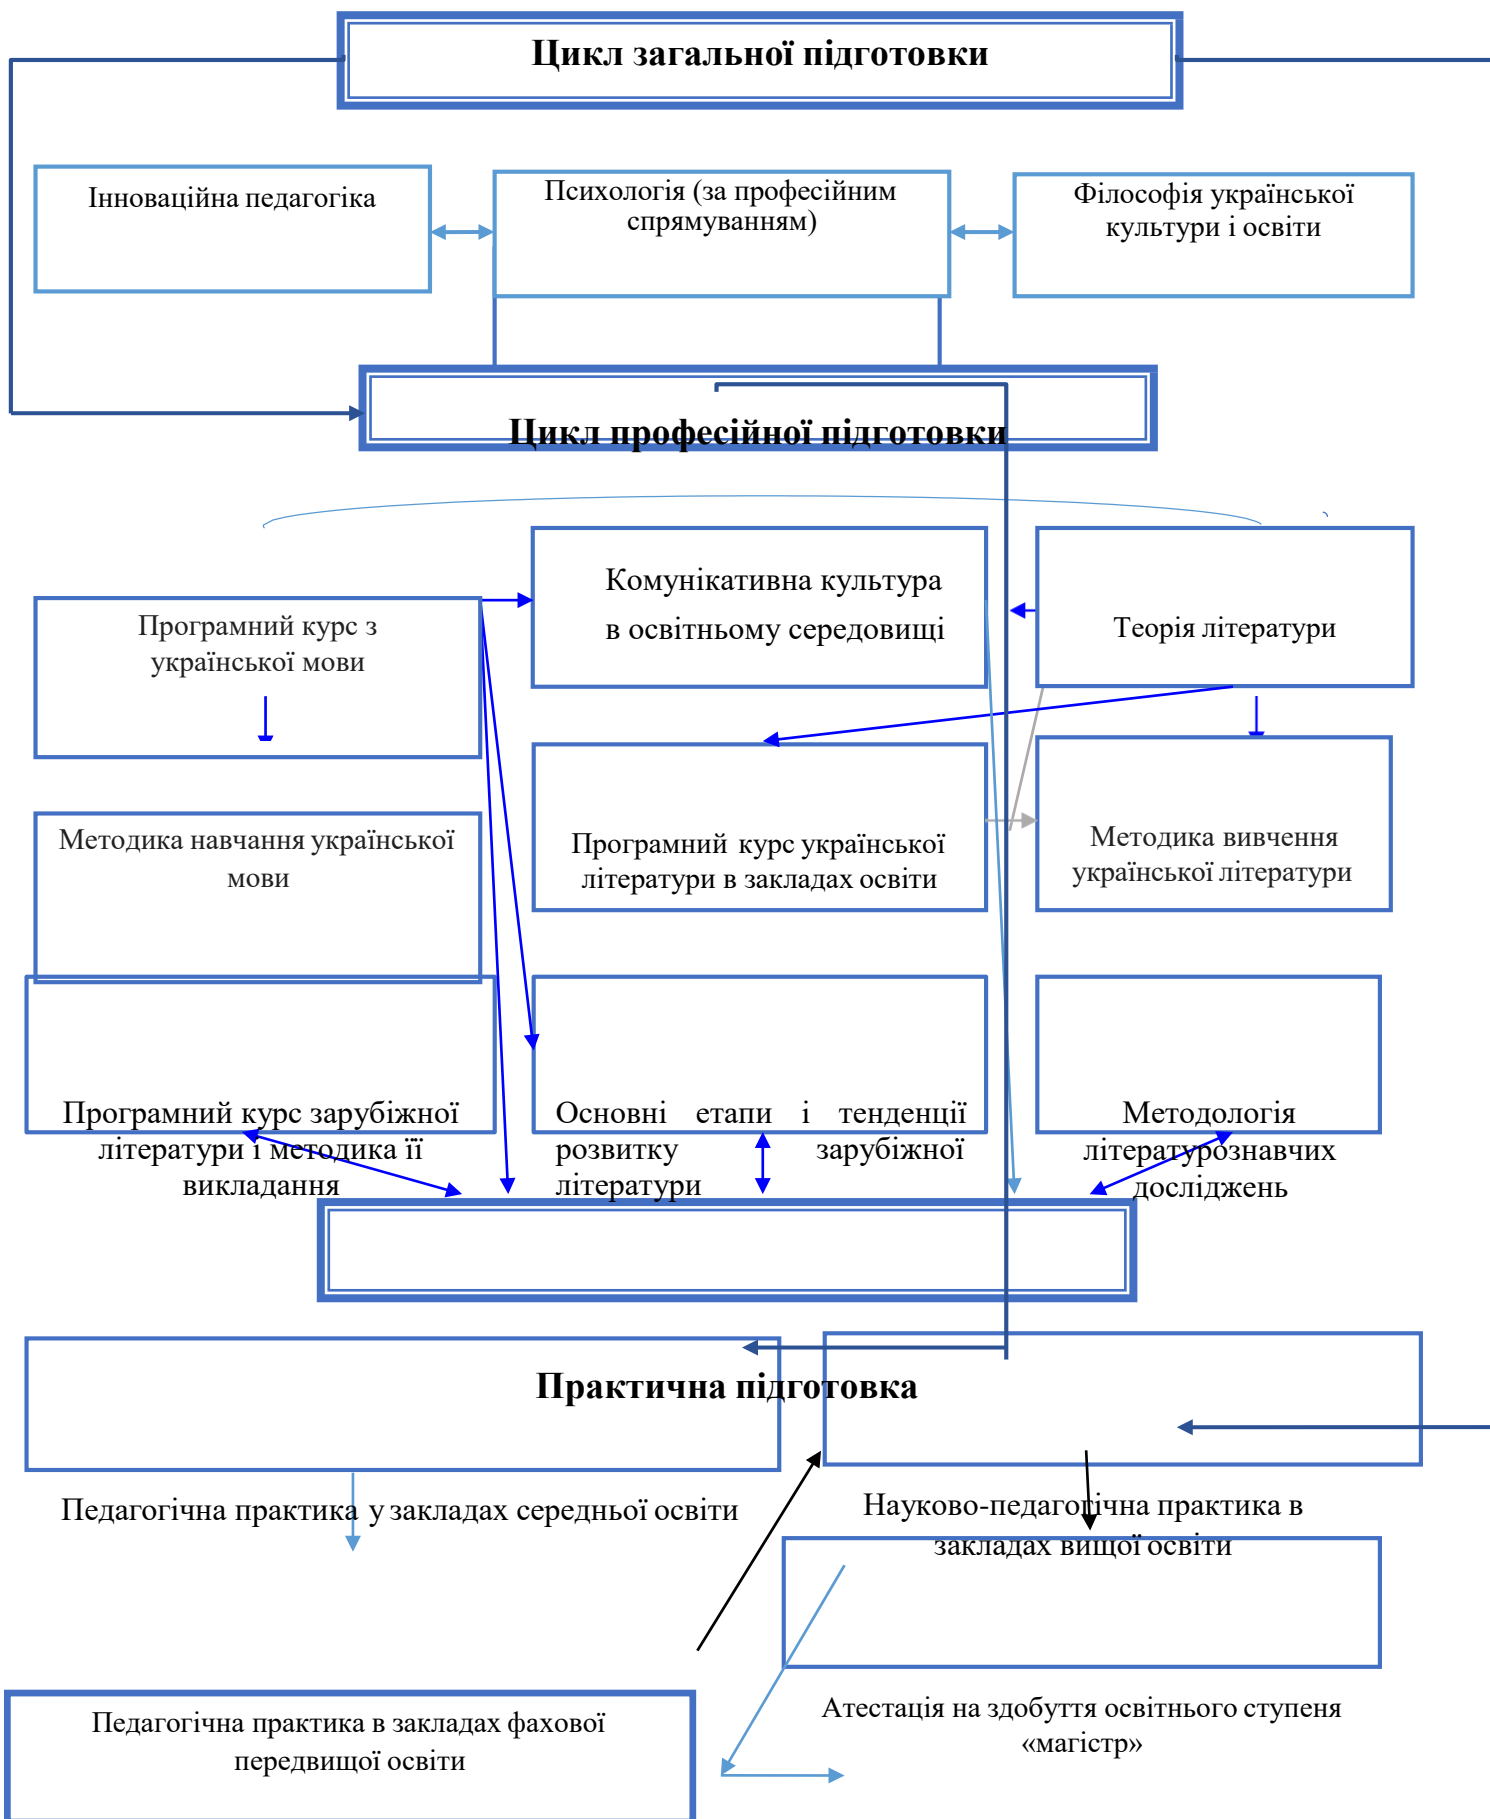 Цикл загальної підготовки
Інноваційна педагогіка
Психологія (за професійним
спрямуванням)
Філософія української
культури і освіти
Цикл професійної підготовки
Програмний курс з
української мови
Комунікативна культура
в освітньому середовищі
Теорія літератури
Методика навчання української
мови
Програмний курс української
літератури в закладах освіти
Методика вивчення
української літератури
Програмний курс зарубіжної
літератури і методика її
викладання
Основні етапи і тенденції
розвитку зарубіжної
літератури
Методологія
літературознавчих
досліджень
Практична підготовка
Педагогічна практика у закладах середньої освіти
Науково-педагогічна практика в
закладах вищої освіти
Педагогічна практика в закладах фахової
передвищої освіти
Атестація на здобуття освітнього ступеня
«магістр»